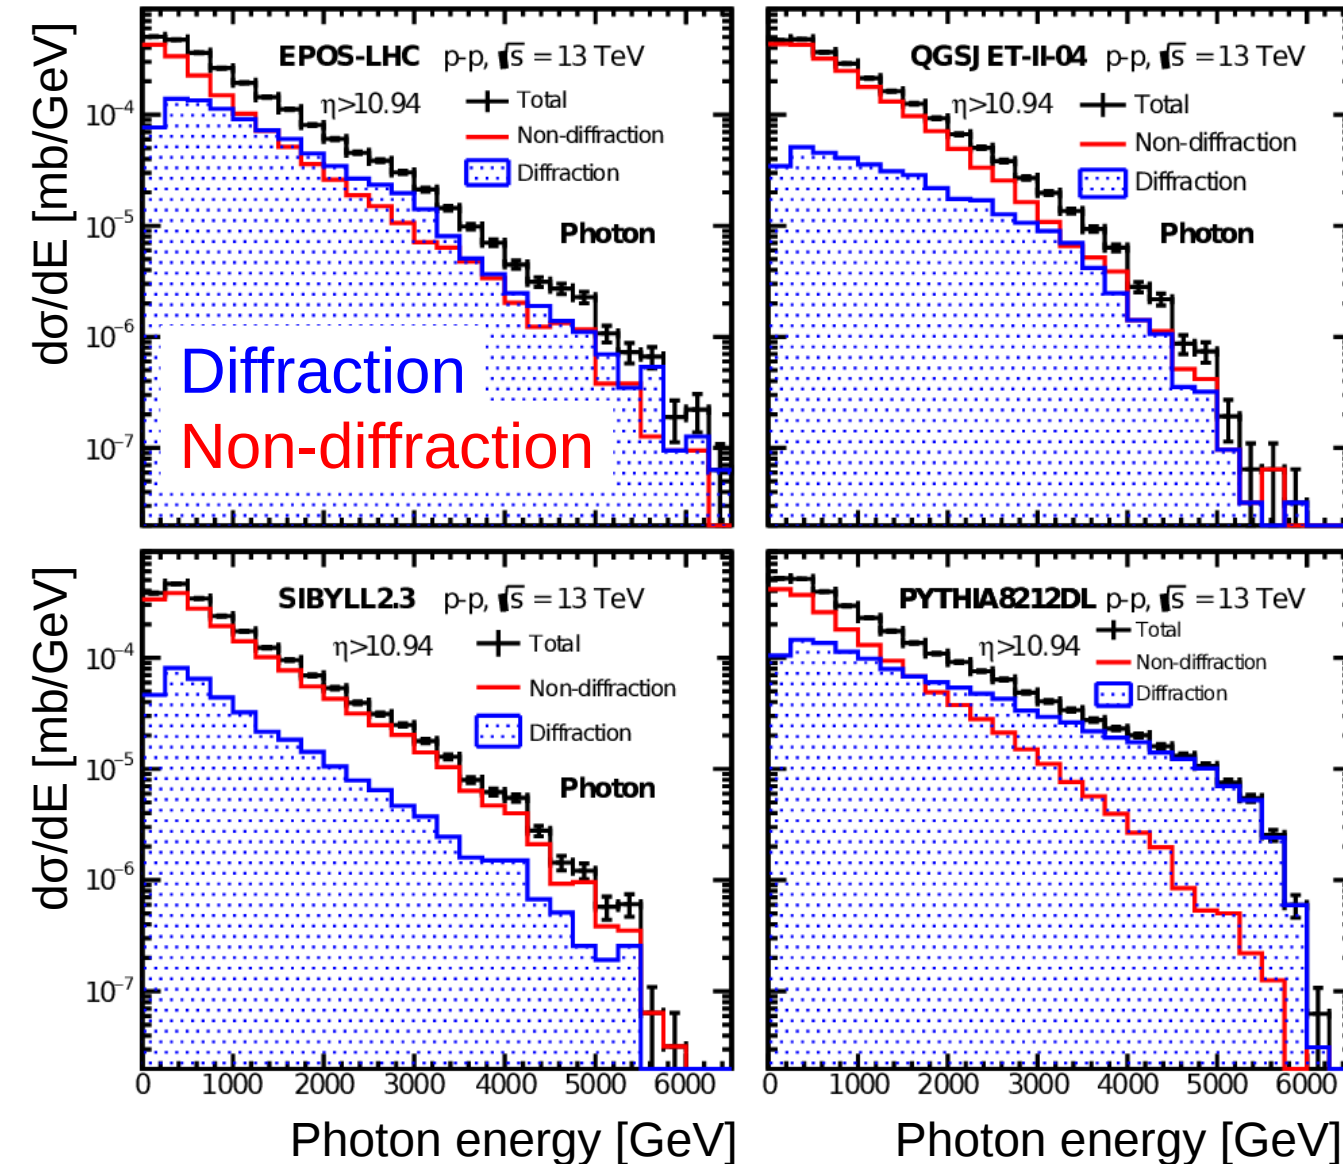 EPOS-LHC p-p, √s = 13 TeV
η>10.94
Total
Non-diffraction
Diffraction
Photon
Diffraction
Non-diffraction
dσ/dE [mb/GeV]
10⁻⁴
10⁻⁵
10⁻⁶
10⁻⁷
QGSJET-II-04 p-p, √s = 13 TeV
η>10.94
Total
Non-diffraction
Diffraction
Photon
SIBYLL2.3 p-p, √s = 13 TeV
η>10.94
Total
Non-diffraction
Diffraction
Photon
dσ/dE [mb/GeV]
10⁻⁴
10⁻⁵
10⁻⁶
10⁻⁷
0 1000 2000 3000 4000 5000 6000
Photon energy [GeV]
PYTHIA8212DL p-p, √s = 13 TeV
η>10.94
Total
Non-diffraction
Diffraction
0 1000 2000 3000 4000 5000 6000
Photon energy [GeV]